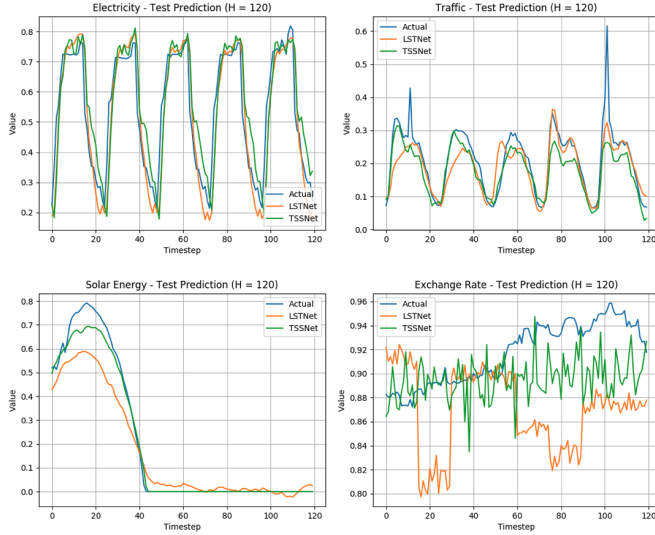 Electricity - Test Prediction (H = 120)
0.8
0.7
0.6
0.5
0.4
0.3
0.2
Value
0 20 40 60 80 100 120
Timestep
Actual
LSTNet
TSSNet
Traffic - Test Prediction (H = 120)
Actual
LSTNet
TSSNet
0.6
0.5
0.4
0.3
0.2
0.1
0.0
Value
0 20 40 60 80 100 120
Timestep
Solar Energy - Test Prediction (H = 120)
Actual
LSTNet
TSSNet
0.8
0.7
0.6
0.5
0.4
0.3
0.2
0.1
0.0
Value
0 20 40 60 80 100 120
Timestep
Exchange Rate - Test Prediction (H = 120)
Actual
LSTNet
TSSNet
0.96
0.94
0.92
0.90
0.88
0.86
0.84
0.82
0.80
Value
0 20 40 60 80 100 120
Timestep